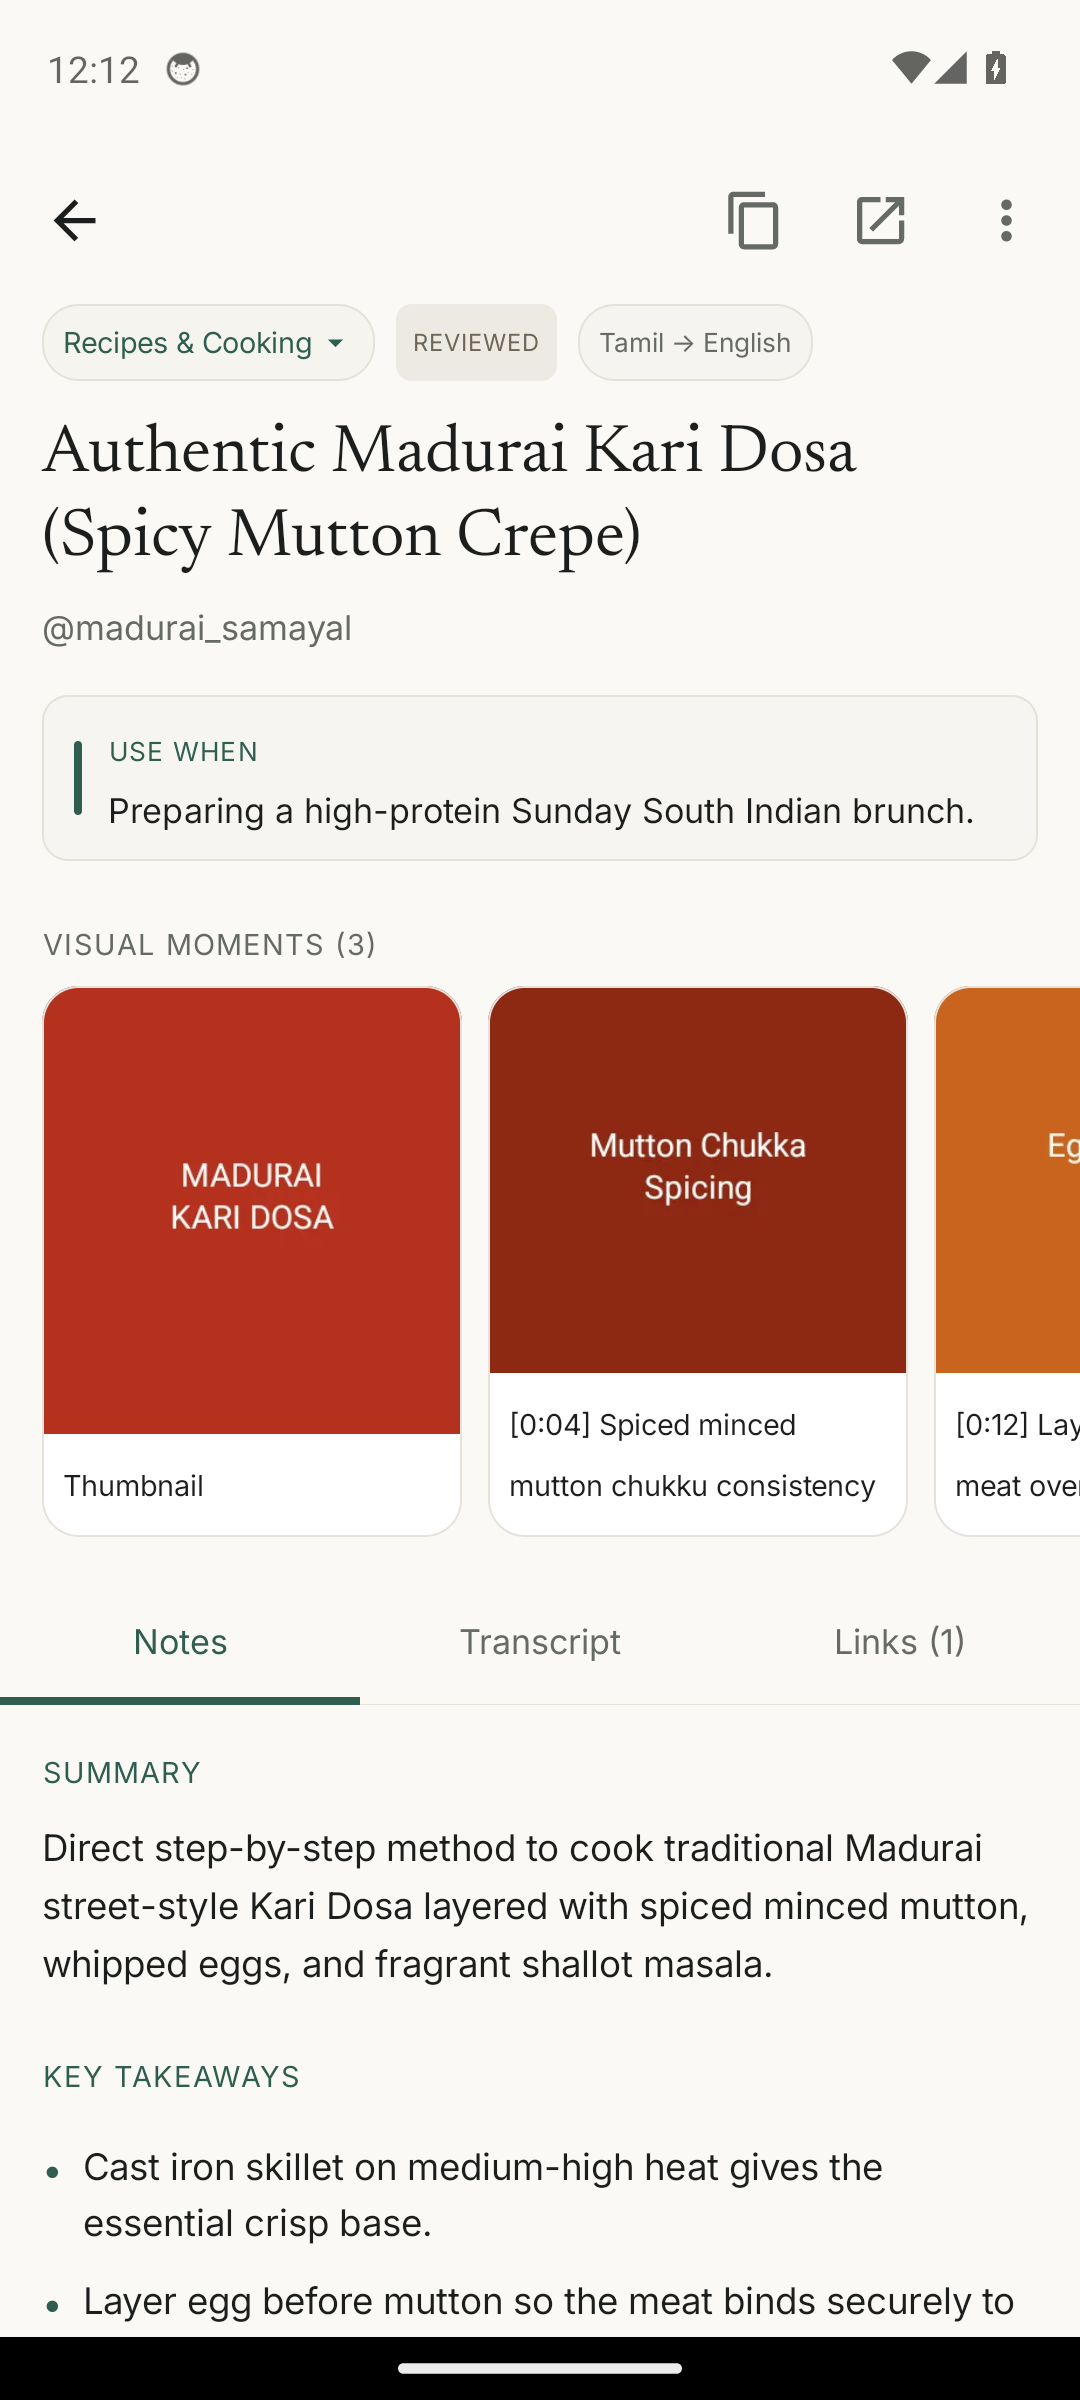 12:12
Recipes & Cooking
REVIEWED
Tamil → English
Authentic Madurai Kari Dosa
(Spicy Mutton Crepe)
@madurai_samayal
USE WHEN
Preparing a high-protein Sunday South Indian brunch.
VISUAL MOMENTS (3)
MADURAI
KARI DOSA
Thumbnail
Mutton Chukka
Spicing
[0:04] Spiced minced
mutton chukku consistency
[0:12]
meat
Notes
Transcript
Links (1)
SUMMARY
Direct step-by-step method to cook traditional Madurai
street-style Kari Dosa layered with spiced minced mutton,
whipped eggs, and fragrant shallot masala.
KEY TAKEAWAYS
• Cast iron skillet on medium-high heat gives the
essential crisp base.
• Layer egg before mutton so the meat binds securely to